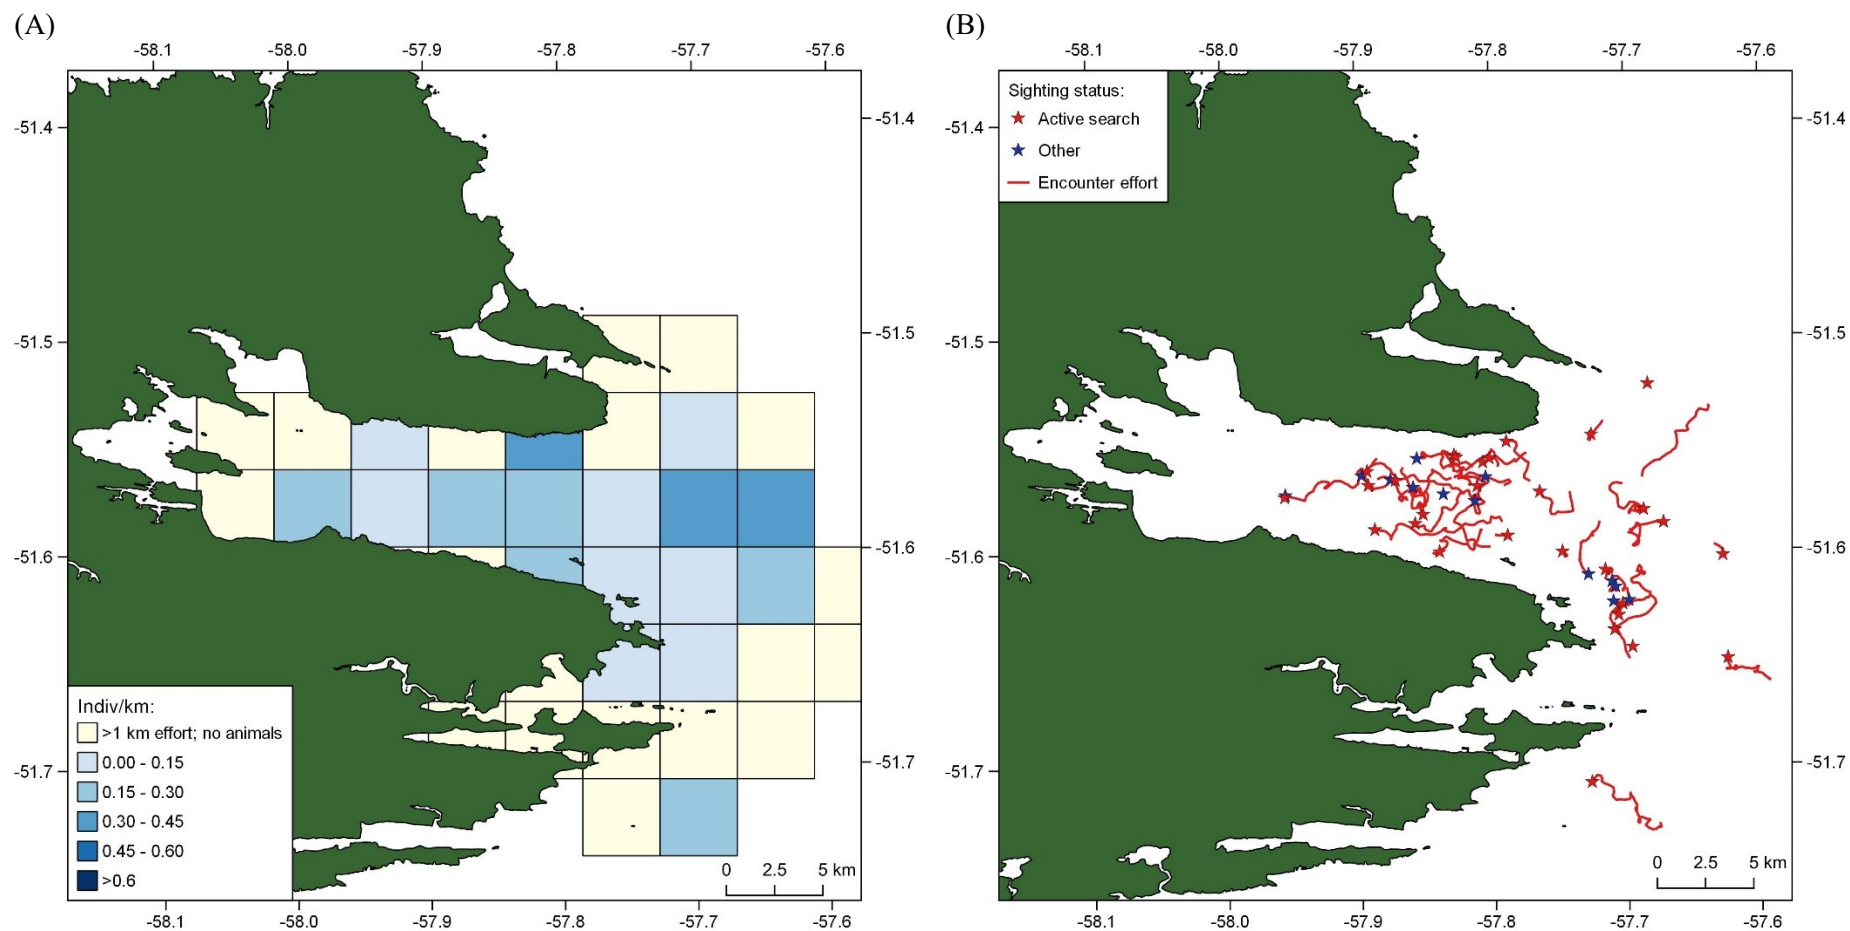 (A)
-58.1 -58.0 -57.9 -57.8 -57.7 -57.6
-51.4 -51.4
-51.5 -51.5
-51.6 -51.6
-51.7 -51.7
Indiv/km:
>1 km effort; no animals
0.00 - 0.15
0.15 - 0.30
0.30 - 0.45
0.45 - 0.60
>0.6
0 2.5 5 km
-58.1 -58.0 -57.9 -57.8 -57.7 -57.6
(B)
-58.1 -58.0 -57.9 -57.8 -57.7 -57.6
Sighting status:
Active search
Other
Encounter effort
-51.4 -51.4
-51.5 -51.5
-51.6 -51.6
-51.7 -51.7
0 2.5 5 km
-58.1 -58.0 -57.9 -57.8 -57.7 -57.6